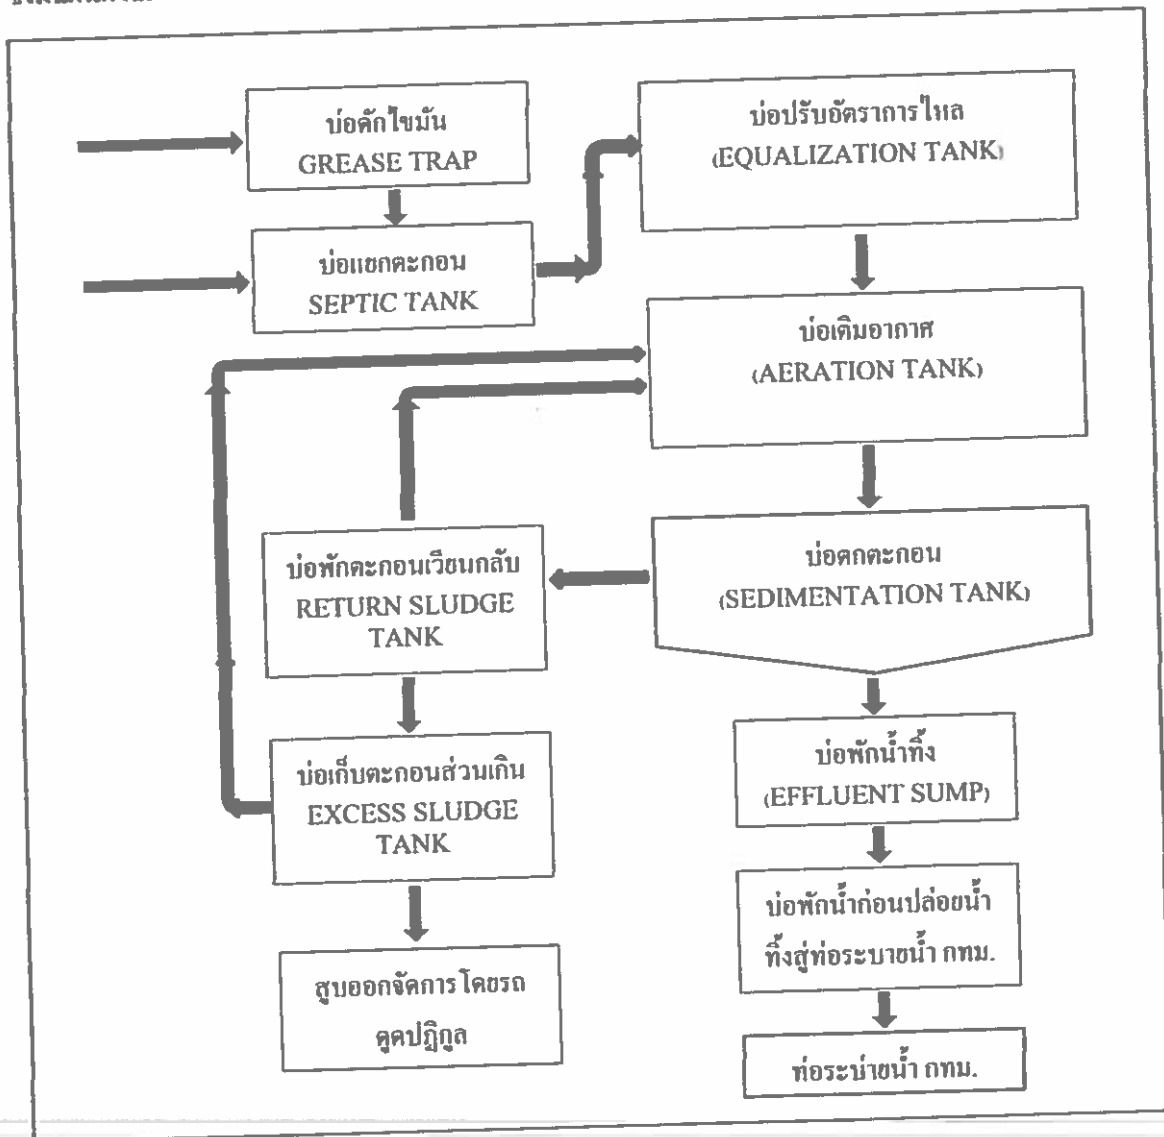 บ่อดักไขมัน
GREASE TRAP
บ่อปรับอัตราการไหล
(EQUALIZATION TANK)
บ่อแยกตะกอน
SEPTIC TANK
บ่อเติมอากาศ
(AERATION TANK)
บ่อพักตะกอนเวียนกลับ
RETURN SLUDGE
TANK
บ่อตกตะกอน
(SEDIMENTATION TANK)
บ่อเก็บตะกอนส่วนเกิน
EXCESS SLUDGE
TANK
บ่อพักน้ำทิ้ง
(EFFLUENT SUMP)
บ่อพักน้ำก่อนปล่อยน้ำ
ทิ้งสู่ท่อระบายน้ำ กทม.
สูบออกจัดการโดยรถ
ดูดปฏิกูล
ท่อระบายน้ำ กทม.